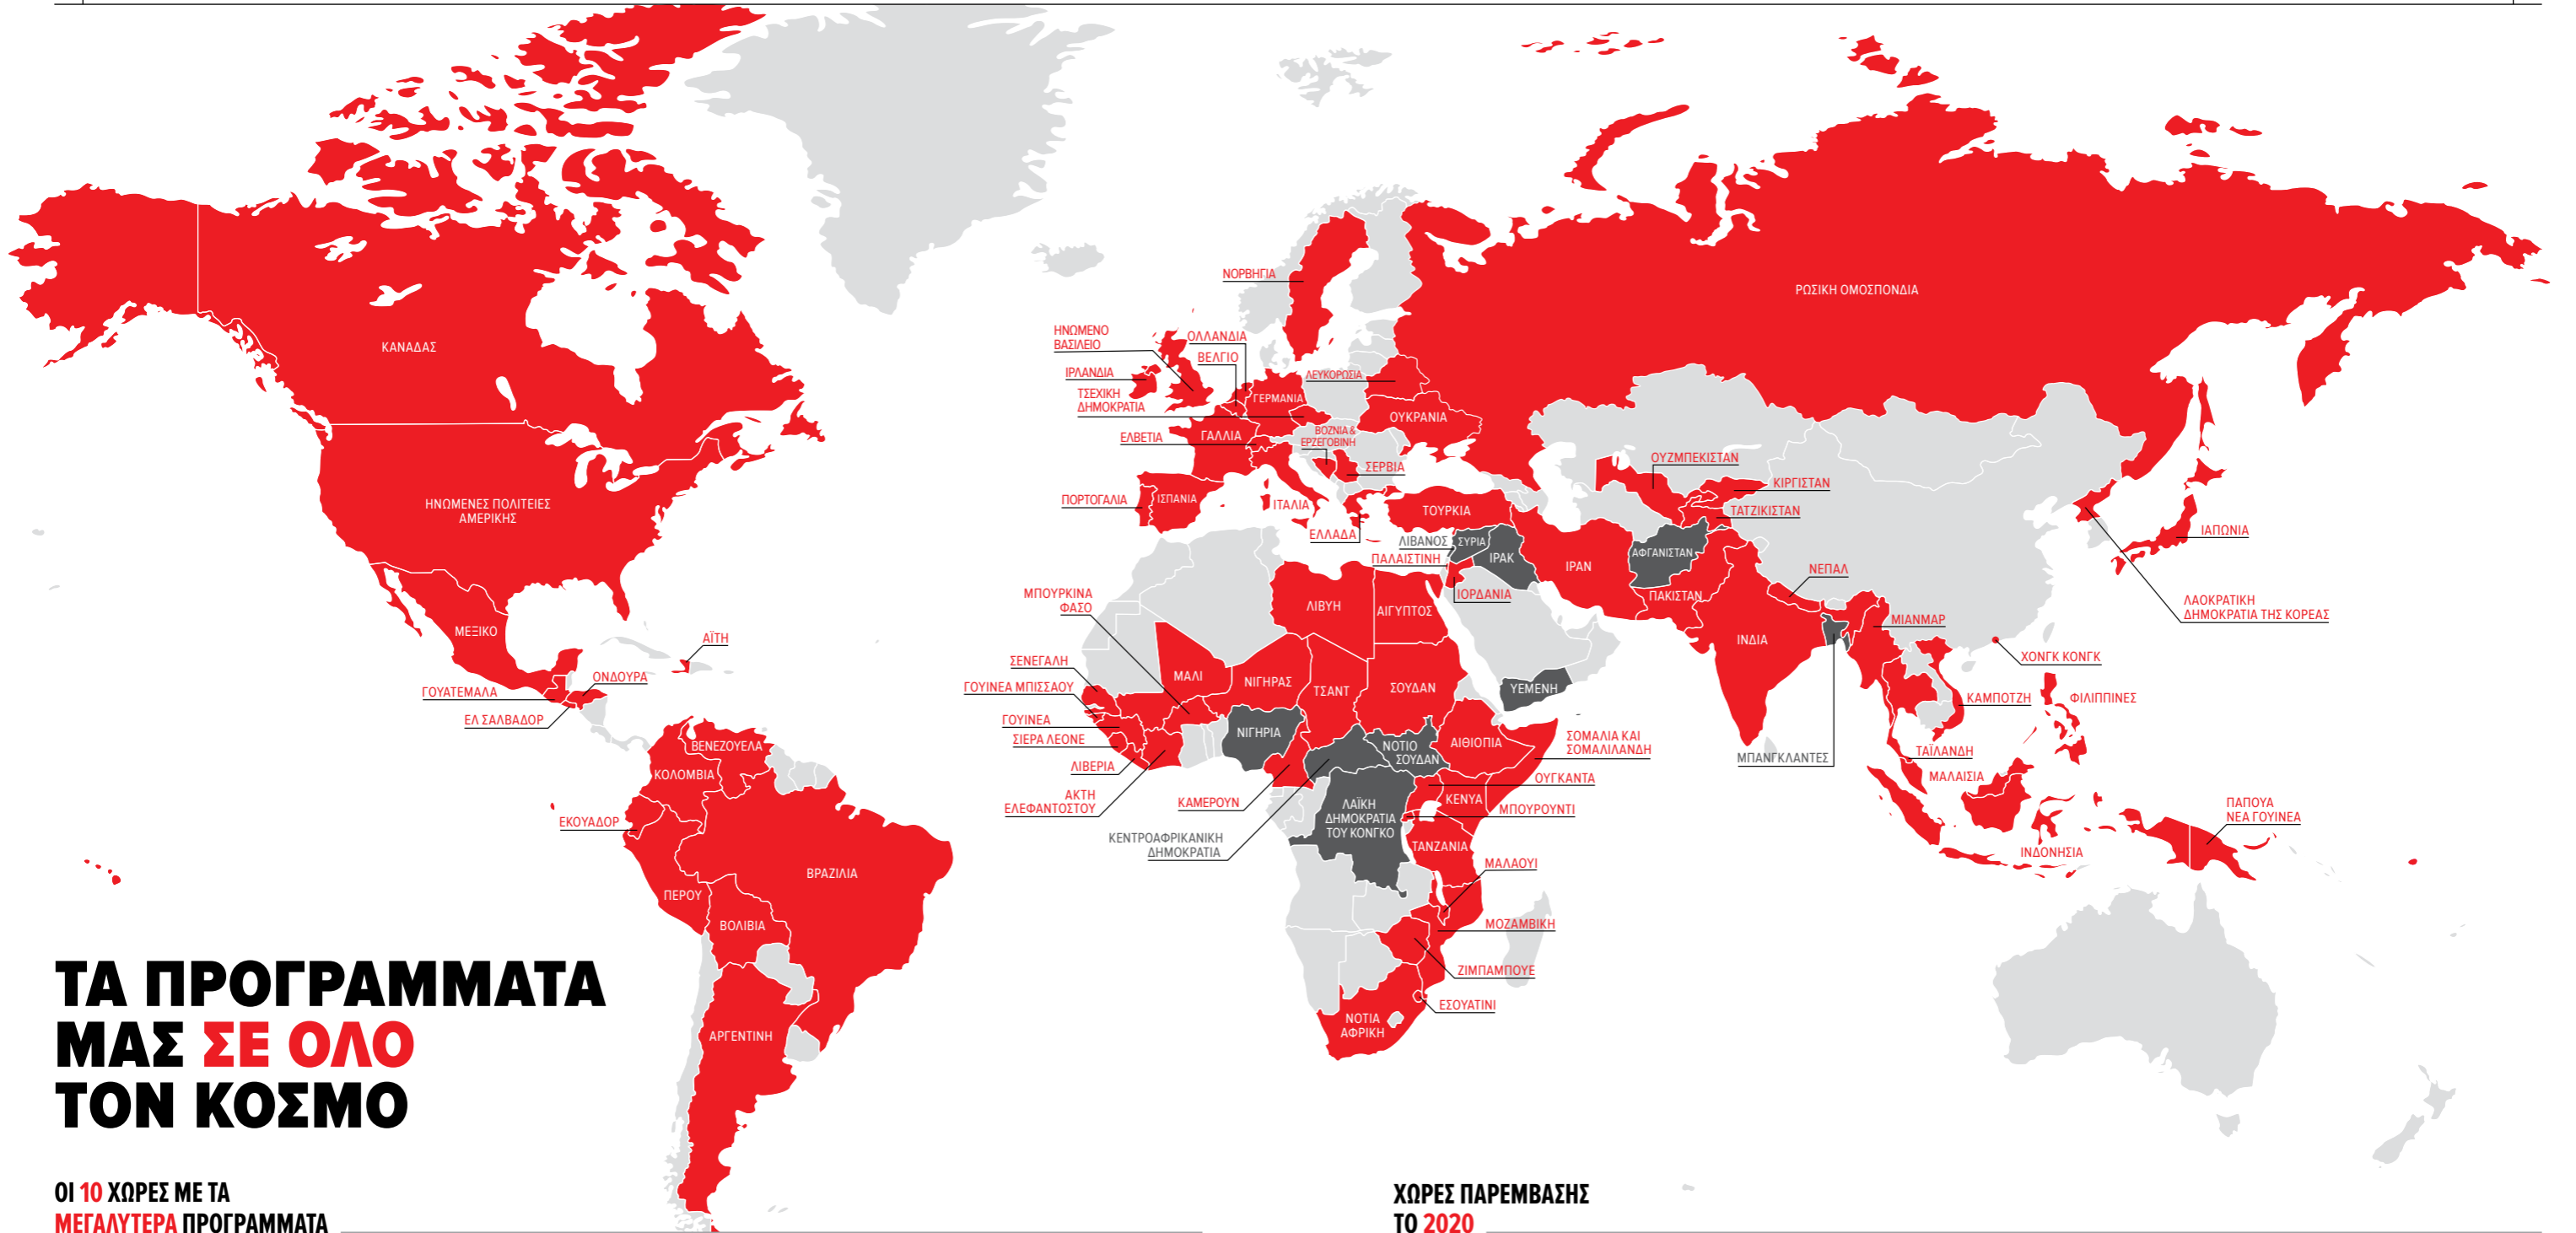 ΚΑΝΑΔΑΣ
ΗΝΩΜΕΝΕΣ ΠΟΛΙΤΕΙΕΣ
ΑΜΕΡΙΚΗΣ
ΜΕΞΙΚΟ
ΑΪΤΗ
ΟΝΔΟΥΡΑ
ΓΟΥΑΤΕΜΑΛΑ
ΕΛ ΣΑΛΒΑΔΟΡ
ΒΕΝΕΖΟΥΕΛΑ
ΚΟΛΟΜΒΙΑ
ΕΚΟΥΑΔΟΡ
ΒΡΑΖΙΛΙΑ
ΠΕΡΟΥ
ΒΟΛΙΒΙΑ
ΑΡΓΕΝΤΙΝΗ
ΝΟΡΒΗΓΙΑ
ΗΝΩΜΕΝΟ
ΒΑΣΙΛΕΙΟ
ΟΛΛΑΝΔΙΑ
ΒΕΛΓΙΟ
ΙΡΛΑΝΔΙΑ
ΤΣΕΧΙΚΗ
ΔΗΜΟΚΡΑΤΙΑ
ΛΕΥΚΟΡΩΣΙΑ
ΓΕΡΜΑΝΙΑ
ΟΥΚΡΑΝΙΑ
ΕΛΒΕΤΙΑ
ΓΑΛΛΙΑ
ΒΟΖΝΙΑ &
ΕΡΖΕΓΟΒΙΝΗ
ΣΕΡΒΙΑ
ΠΟΡΤΟΓΑΛΙΑ
ΙΣΠΑΝΙΑ
ΙΤΑΛΙΑ
ΕΛΛΑΔΑ
ΤΟΥΡΚΙΑ
ΡΩΣΙΚΗ ΟΜΟΣΠΟΝΔΙΑ
ΟΥΖΜΠΕΚΙΣΤΑΝ
ΚΙΡΓΙΣΤΑΝ
ΤΑΤΖΙΚΙΣΤΑΝ
ΛΙΒΑΝΟΣ
ΣΥΡΙΑ
ΙΡΑΚ
ΠΑΛΑΙΣΤΙΝΗ
ΙΟΡΔΑΝΙΑ
ΙΡΑΝ
ΑΦΓΑΝΙΣΤΑΝ
ΠΑΚΙΣΤΑΝ
ΝΕΠΑΛ
ΙΝΔΙΑ
ΜΙΑΝΜΑΡ
ΜΠΑΝΓΚΛΑΝΤΕΣ
ΙΑΠΩΝΙΑ
ΛΑΟΚΡΑΤΙΚΗ
ΔΗΜΟΚΡΑΤΙΑ ΤΗΣ ΚΟΡΕΑΣ
ΧΟΝΓΚ ΚΟΝΓΚ
ΚΑΜΠΟΤΖΗ
ΦΙΛΙΠΠΙΝΕΣ
ΤΑΪΛΑΝΔΗ
ΜΑΛΑΙΣΙΑ
ΙΝΔΟΝΗΣΙΑ
ΠΑΠΟΥΑ
ΝΕΑ ΓΟΥΙΝΕΑ
ΜΠΟΥΡΚΙΝΑ
ΦΑΣΟ
ΛΙΒΥΗ
ΑΙΓΥΠΤΟΣ
ΣΕΝΕΓΑΛΗ
ΓΟΥΙΝΕΑ ΜΠΙΣΣΑΟΥ
ΓΟΥΙΝΕΑ
ΣΙΕΡΑ ΛΕΟΝΕ
ΛΙΒΕΡΙΑ
ΑΚΤΗ
ΕΛΕΦΑΝΤΟΣΤΟΥ
ΜΑΛΙ
ΝΙΓΗΡΑΣ
ΤΣΑΝΤ
ΣΟΥΔΑΝ
ΥΕΜΕΝΗ
ΝΙΓΗΡΙΑ
ΚΑΜΕΡΟΥΝ
ΚΕΝΤΡΟΑΦΡΙΚΑΝΙΚΗ
ΔΗΜΟΚΡΑΤΙΑ
ΝΟΤΙΟ
ΣΟΥΔΑΝ
ΑΙΘΙΟΠΙΑ
ΣΟΜΑΛΙΑ ΚΑΙ
ΣΟΜΑΛΙΛΑΝΔΗ
ΟΥΓΚΑΝΤΑ
ΚΕΝΥΑ
ΜΠΟΥΡΟΥΝΤΙ
ΛΑΪΚΗ
ΔΗΜΟΚΡΑΤΙΑ
ΤΟΥ ΚΟΝΓΚΟ
ΤΑΝΖΑΝΙΑ
ΜΑΛΑΟΥΙ
ΜΟΖΑΜΒΙΚΗ
ΖΙΜΠΑΜΠΟΥΕ
ΕΣΟΥΑΤΙΝΙ
ΝΟΤΙΑ
ΑΦΡΙΚΗ
ΤΑ ΠΡΟΓΡΑΜΜΑΤΑ
ΜΑΣ ΣΕ ΟΛΟ
ΤΟΝ ΚΟΣΜΟ
ΟΙ 10 ΧΩΡΕΣ ΜΕ ΤΑ
ΜΕΓΑΛΥΤΕΡΑ ΠΡΟΓΡΑΜΜΑΤΑ
ΧΩΡΕΣ ΠΑΡΕΜΒΑΣΗΣ
ΤΟ 2020